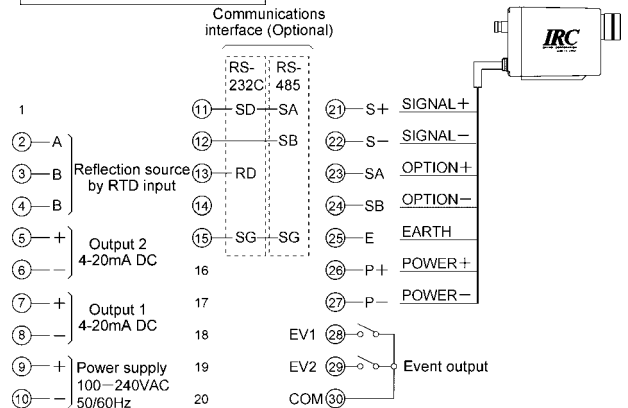 Communications
interface (Optional)
IRC
RS-
232C
RS-
485
1
11 SD SA
21 S+ SIGNAL+
2 A
12 SB
22 S- SIGNAL-
3 B
Reflection source
by RTD input
13 RD
23 SA OPTION+
4 B
14
24 SB OPTION-
5 +
Output 2
4-20mA DC
15 SG SG
25 E EARTH
6 -
16
26 P+ POWER+
7 +
Output 1
4-20mA DC
17
27 P- POWER-
8 -
18
EV1 28
9 +
Power supply
100-240VAC
50/60Hz
19
EV2 29
Event output
10 -
20
COM 30